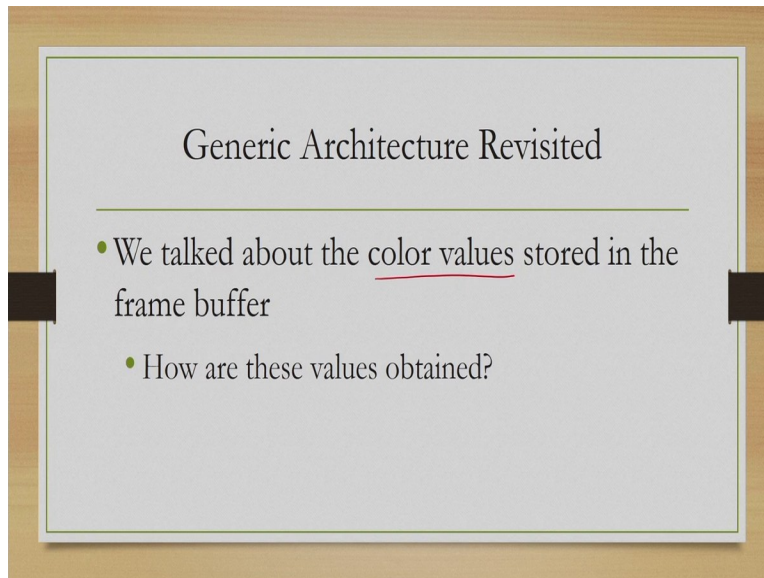 Generic Architecture Revisited
• We talked about the color values stored in the
frame buffer
• How are these values obtained?